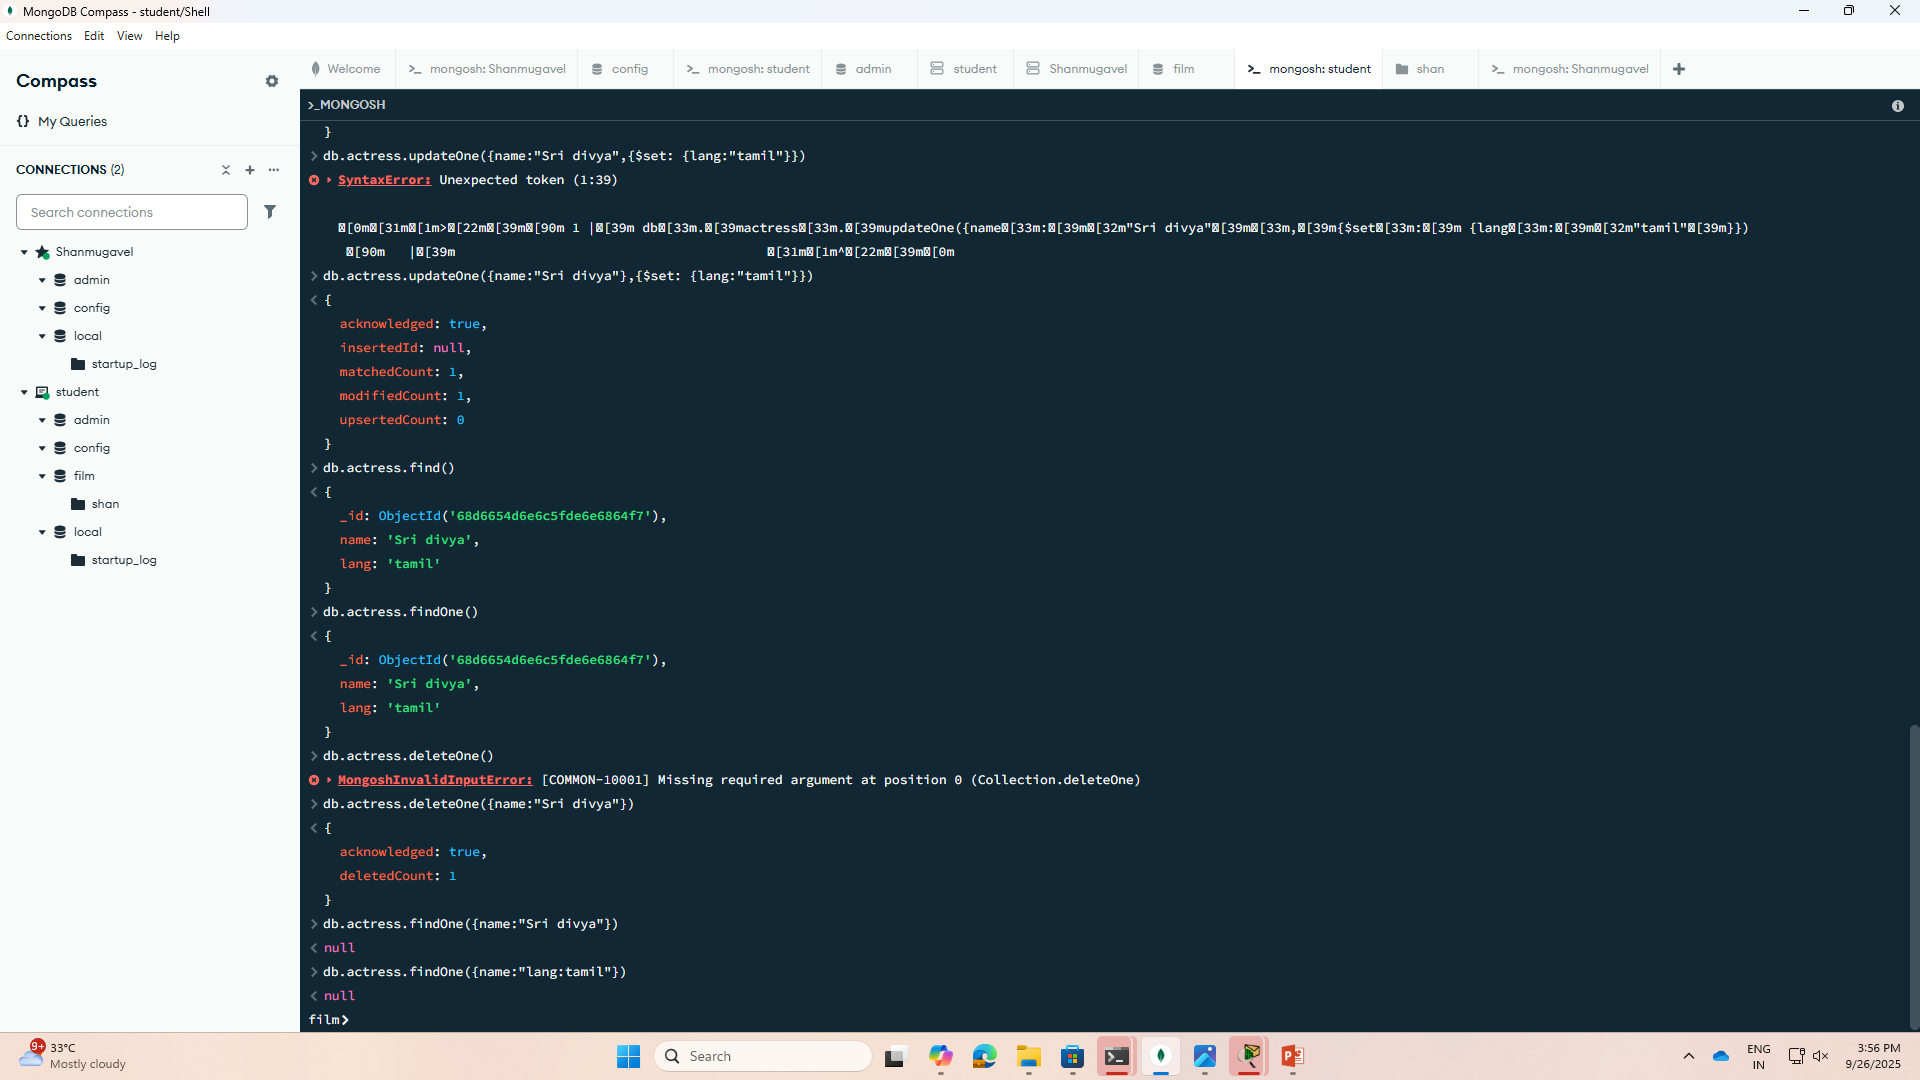 MongoDB Compass - student/Shell
Connections Edit View Help
Compass
Welcome mongosh: Shanmugavel config mongosh: student admin student Shanmugavel film mongosh: student shan mongosh: Shanmugavel
My Queries
CONNECTIONS (2)
Search connections
Shanmugavel
admin
config
local
startup_log
student
admin
config
film
shan
local
startup_log
>_MONGOSH
}
db.actress.updateOne({name:"Sri divya",{$set: {lang:"tamil"}})
SyntaxError: Unexpected token (1:39)
[0m[31m[1m>[22m[39m[90m 1 |[39m db[33m.[39mactress[33m.[39mupdateOne({name[33m:[39m[32m"Sri divya"[39m[33m,[39m{$set[33m:[39m {lang[33m:[39m[32m"tamil"[39m}})
[90m   |[39m [31m[1m^[22m[39m[0m
db.actress.updateOne({name:"Sri divya"},{$set: {lang:"tamil"}})
{
acknowledged: true,
insertedId: null,
matchedCount: 1,
modifiedCount: 1,
upsertedCount: 0
}
db.actress.find()
{
_id: ObjectId('68d6654d6e6c5fde6e6864f7'),
name: 'Sri divya',
lang: 'tamil'
}
db.actress.findOne()
{
_id: ObjectId('68d6654d6e6c5fde6e6864f7'),
name: 'Sri divya',
lang: 'tamil'
}
db.actress.deleteOne()
MongoshInvalidInputError: [COMMON-10001] Missing required argument at position 0 (Collection.deleteOne)
db.actress.deleteOne({name:"Sri divya"})
{
acknowledged: true,
deletedCount: 1
}
db.actress.findOne({name:"Sri divya"})
null
db.actress.findOne({name:"lang:tamil"})
null
film>
9+
33°C
Mostly cloudy
Search
ENG
IN
3:56 PM
9/26/2025